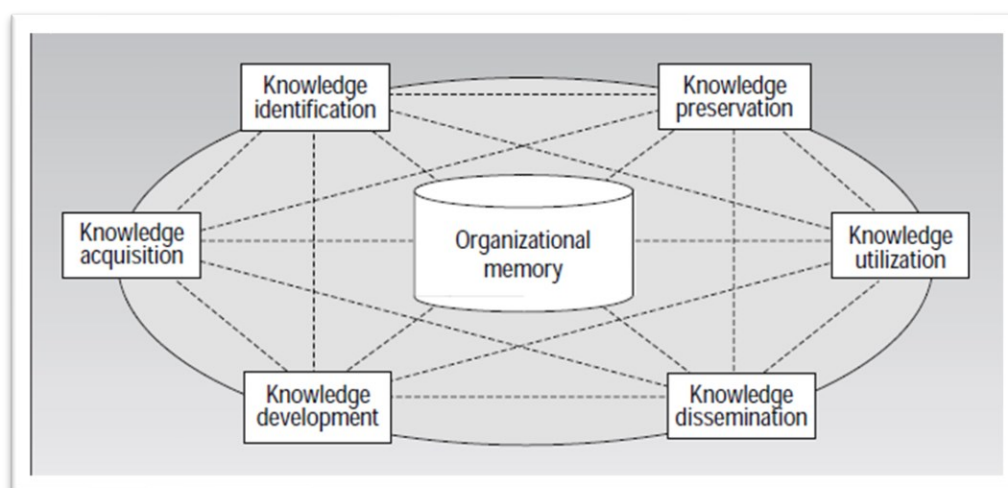 Knowledge
identification
Knowledge
preservation
Knowledge
acquisition
Organizational
memory
Knowledge
utilization
Knowledge
development
Knowledge
dissemination